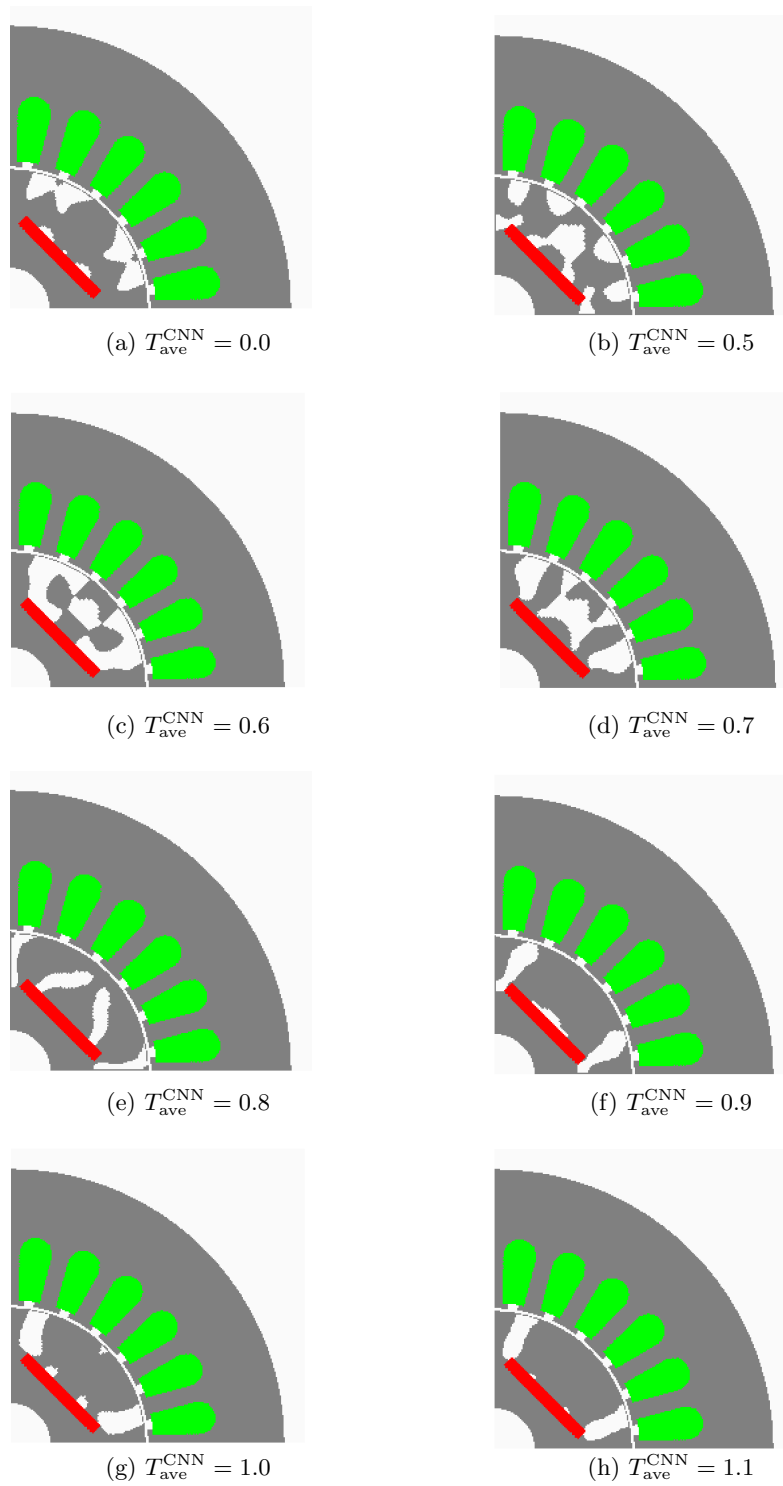 (a) $T_{\text{ave}}^{\text{CNN}} = 0.0$
(b) $T_{\text{ave}}^{\text{CNN}} = 0.5$
(c) $T_{\text{ave}}^{\text{CNN}} = 0.6$
(d) $T_{\text{ave}}^{\text{CNN}} = 0.7$
(e) $T_{\text{ave}}^{\text{CNN}} = 0.8$
(f) $T_{\text{ave}}^{\text{CNN}} = 0.9$
(g) $T_{\text{ave}}^{\text{CNN}} = 1.0$
(h) $T_{\text{ave}}^{\text{CNN}} = 1.1$